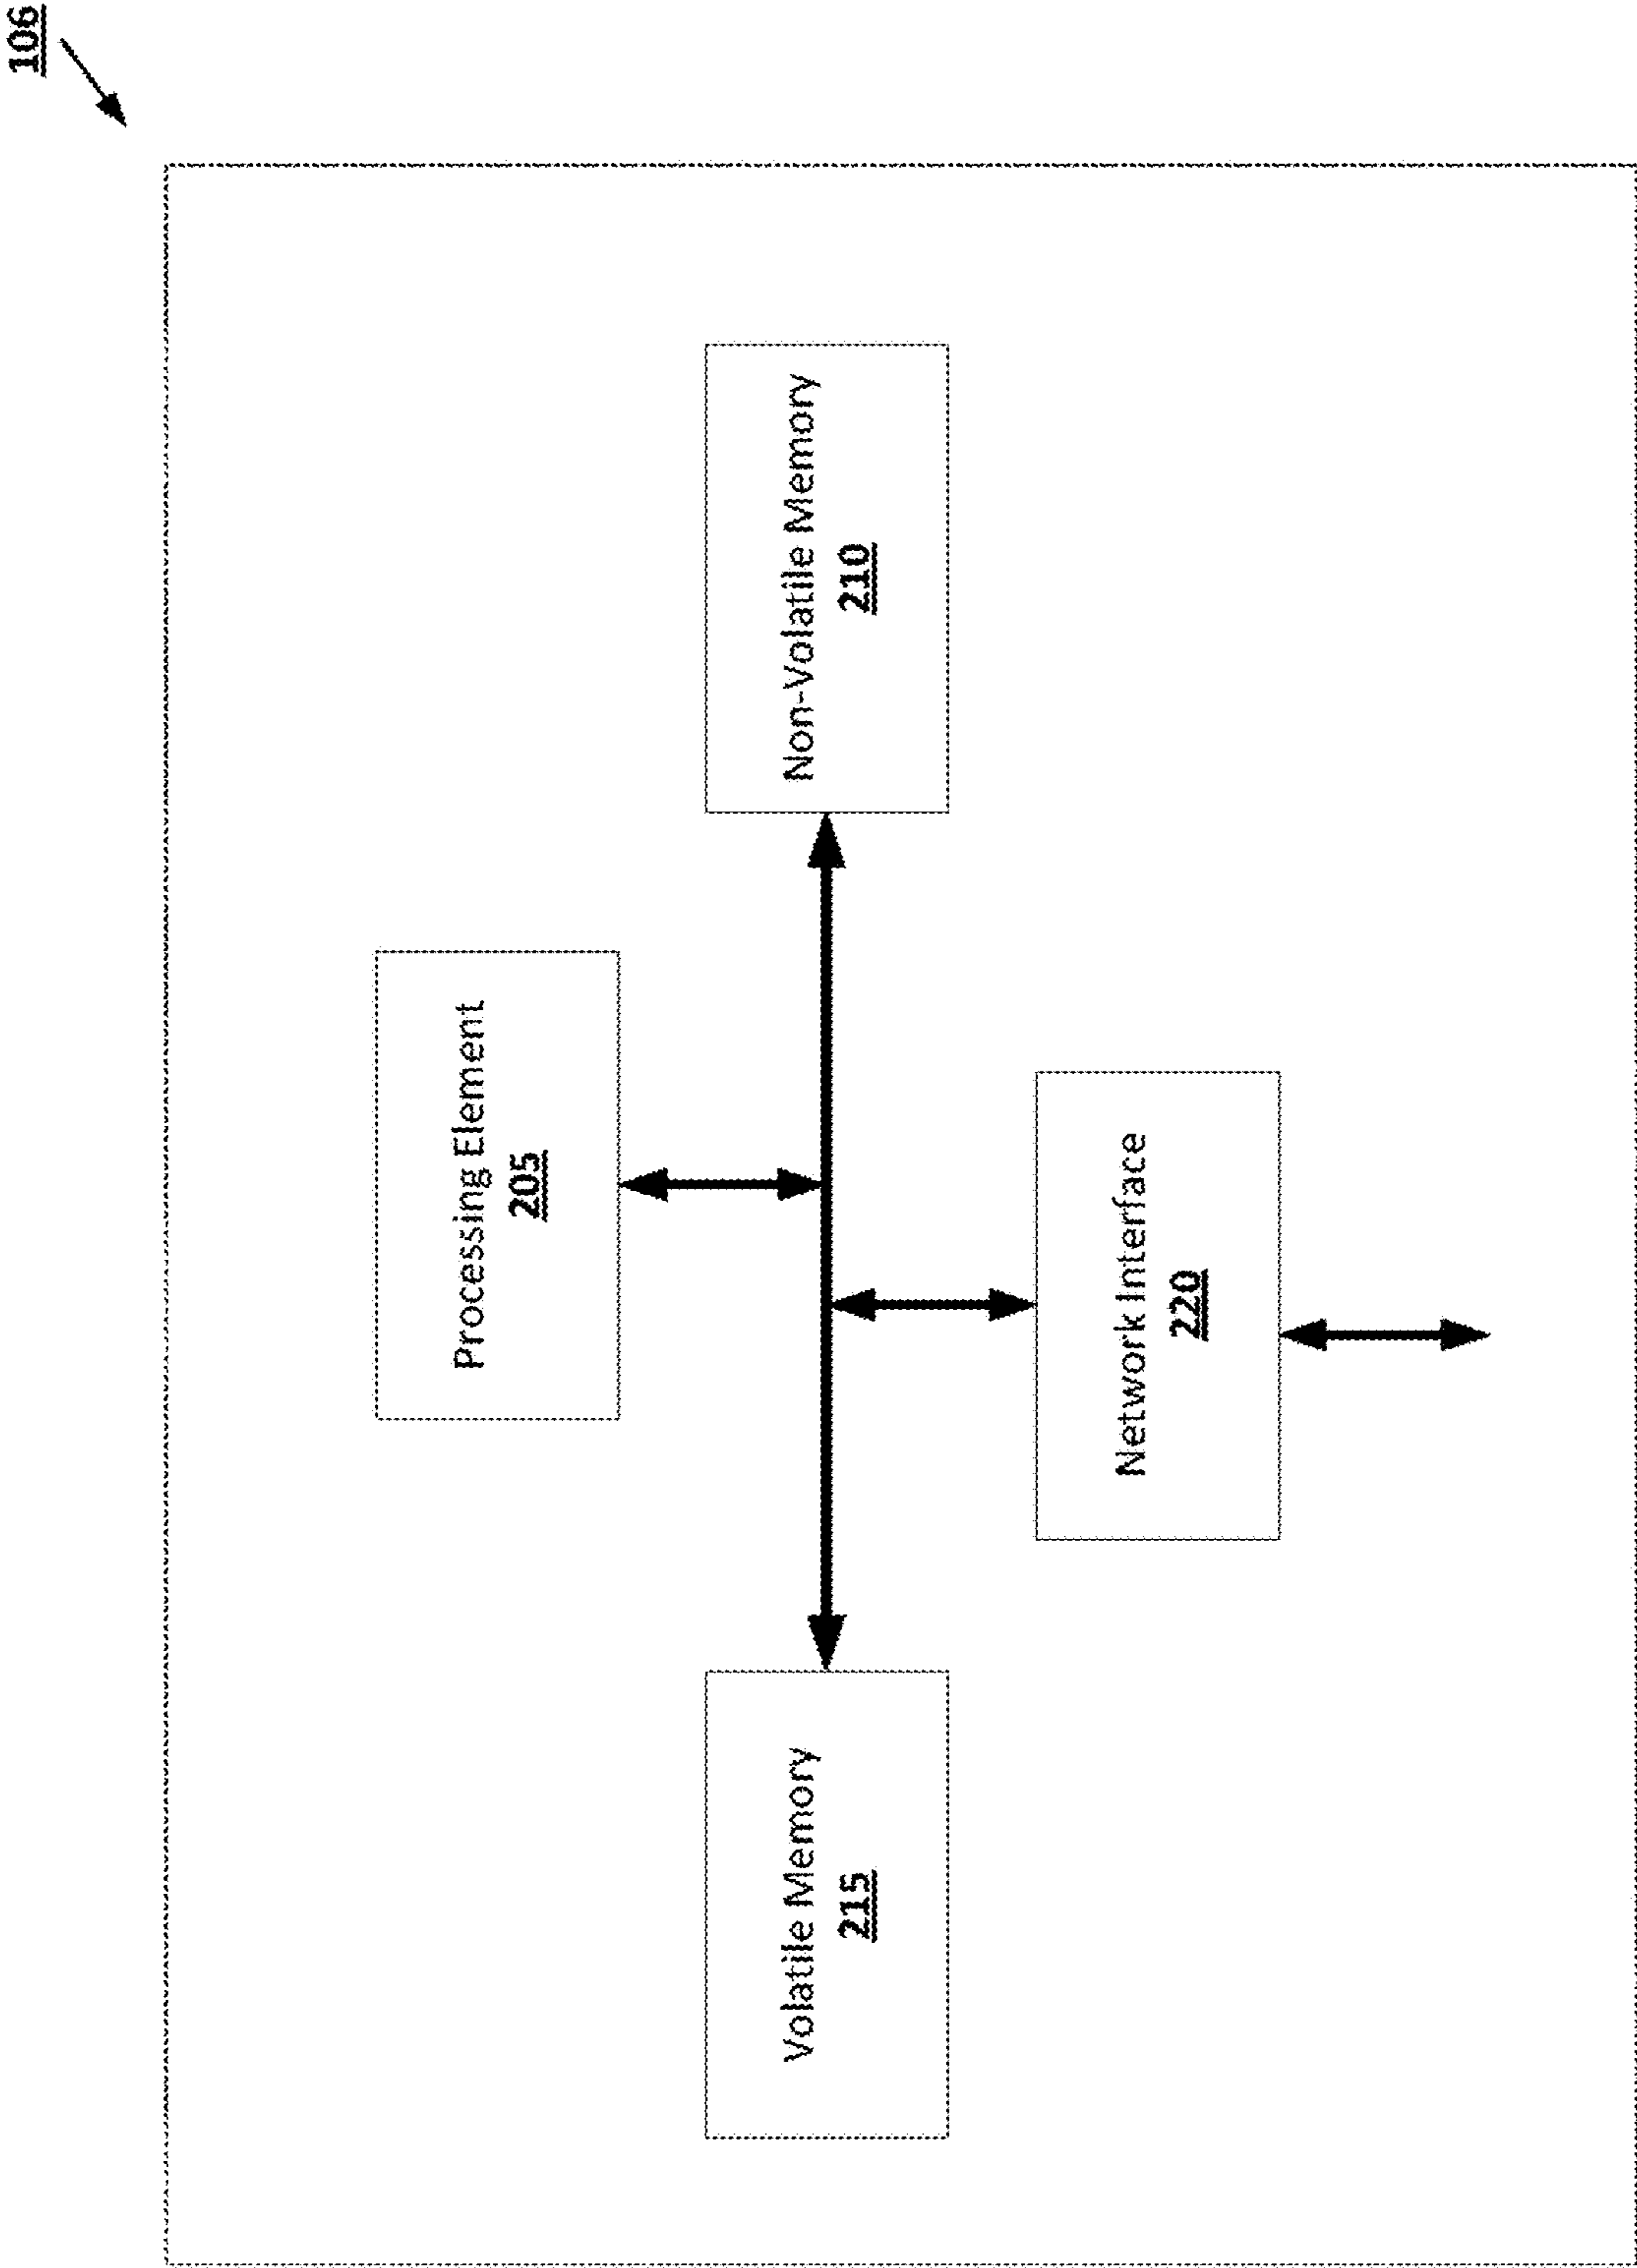 106
Processing Element
205
Volatile Memory
215
Non-Volatile Memory
210
Network Interface
220